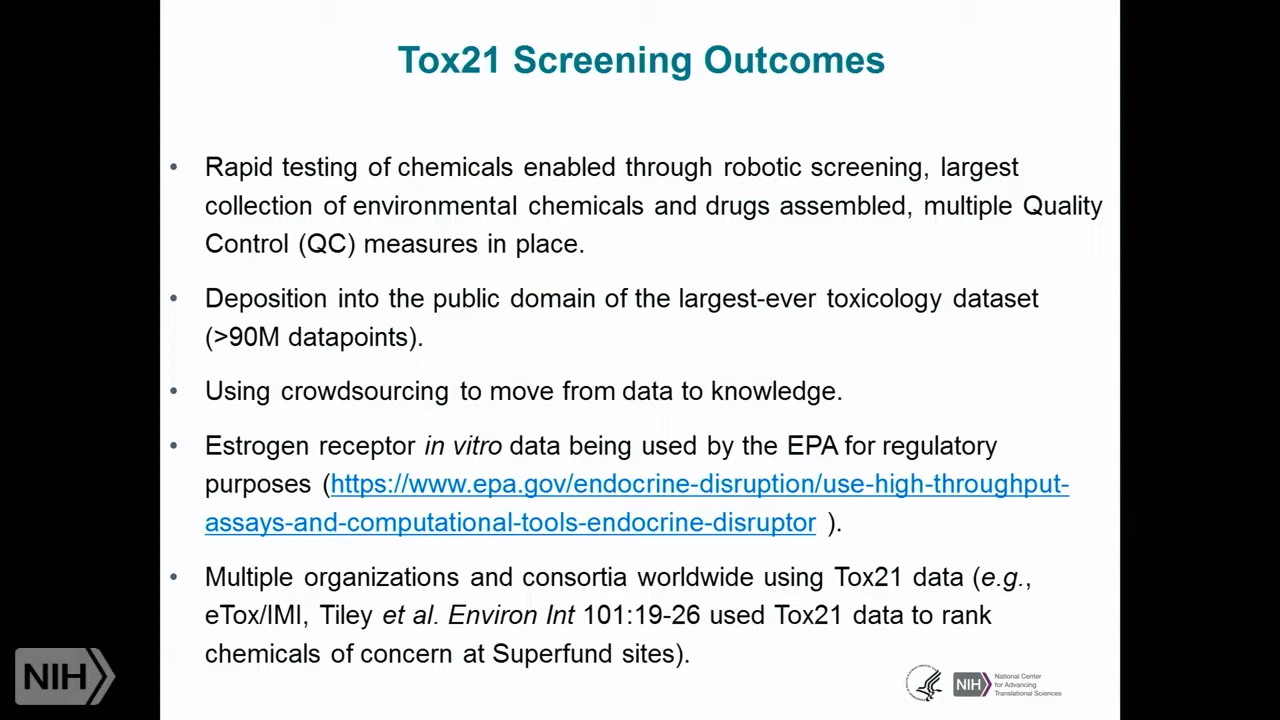 Tox21 Screening Outcomes
• Rapid testing of chemicals enabled through robotic screening, largest
collection of environmental chemicals and drugs assembled, multiple Quality
Control (QC) measures in place.
• Deposition into the public domain of the largest-ever toxicology dataset
(>90M datapoints).
• Using crowdsourcing to move from data to knowledge.
• Estrogen receptor in vitro data being used by the EPA for regulatory
purposes (https://www.epa.gov/endocrine-disruption/use-high-throughput-
assays-and-computational-tools-endocrine-disruptor ).
• Multiple organizations and consortia worldwide using Tox21 data (e.g.,
eTox/IMI, Tiley et al. Environ Int 101:19-26 used Tox21 data to rank
chemicals of concern at Superfund sites).
NIH
NIH
National Center
for Advancing
Translational Sciences